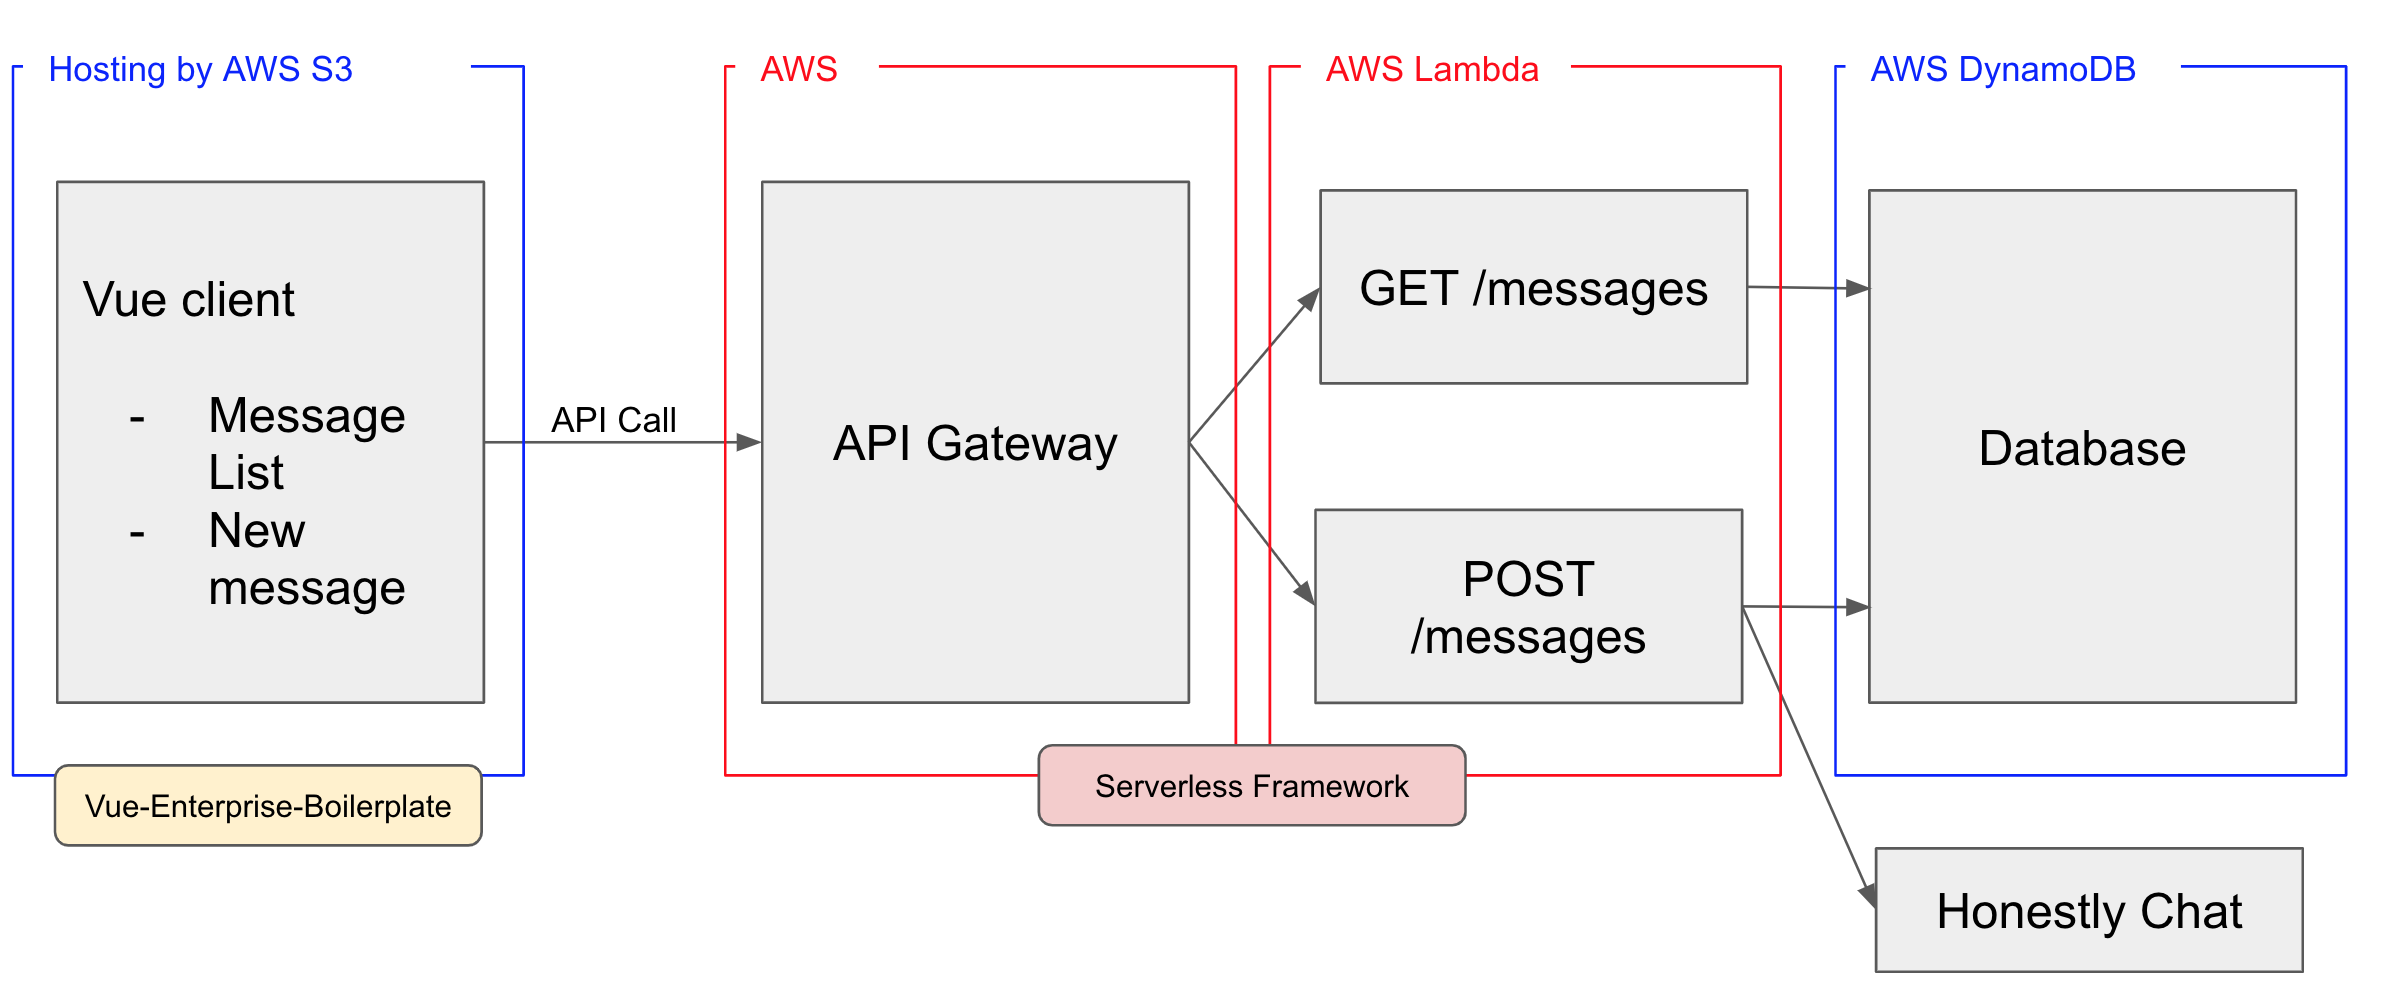 Hosting by AWS S3
Vue client
- Message
List
- New
message
Vue-Enterprise-Boilerplate
API Call
AWS
API Gateway
AWS Lambda
GET /messages
POST
/messages
Serverless Framework
AWS DynamoDB
Database
Honestly Chat